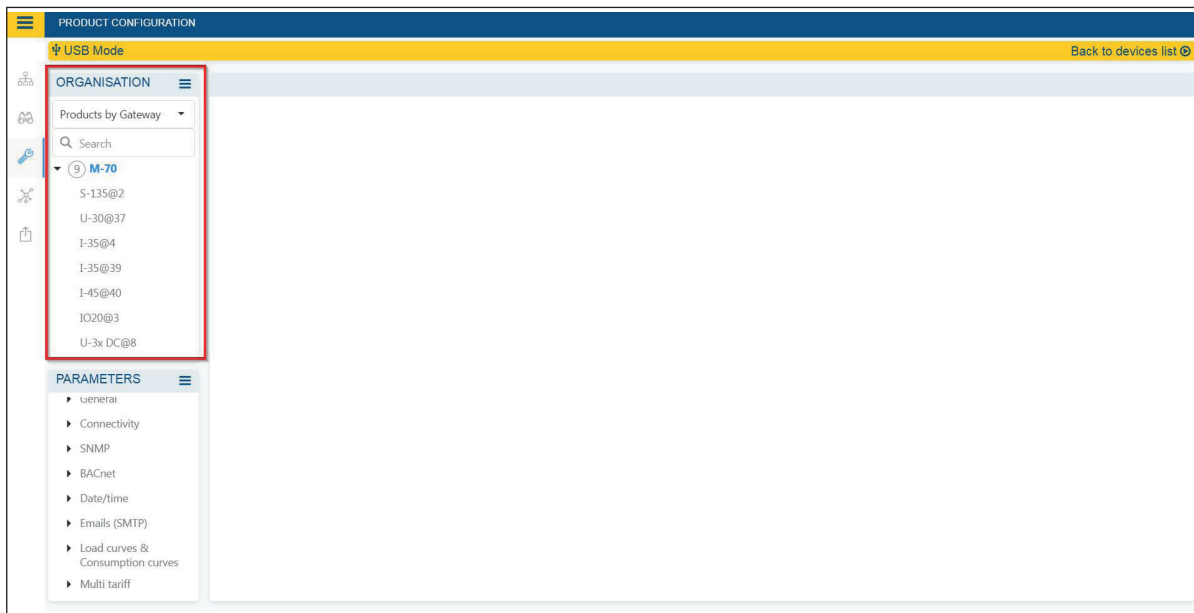 PRODUCT CONFIGURATION
USB Mode
Back to devices list
ORGANISATION
Products by Gateway
Search
9 M-70
S-135@2
U-30@37
I-35@4
I-35@39
I-45@40
IO20@3
U-3x DC@8
PARAMETERS
General
Connectivity
SNMP
BACnet
Date/time
Emails (SMTP)
Load curves &
Consumption curves
Multi tariff